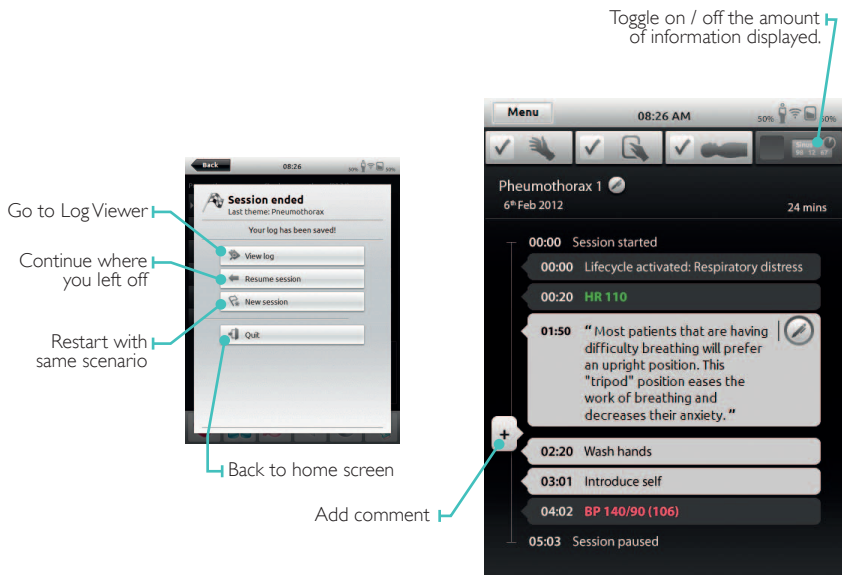 Toggle on / off the amount
of information displayed.
Menu
08:26 AM
50%
50%
Pneumothorax 1
6th Feb 2012
24 mins
00:00 Session started
00:00 Lifecycle activated: Respiratory distress
00:20 HR 110
01:50 “Most patients that are having
difficulty breathing will prefer
an upright position. This
"tripod" position eases the
work of breathing and
decreases their anxiety.”
+
02:20 Wash hands
03:01 Introduce self
04:02 BP 140/90 (106)
05:03 Session paused
Add comment
Back
08:26
Session ended
Last theme: Pneumothorax
Your log has been saved!
View log
Resume session
New session
Quit
Go to Log Viewer
Continue where
you left off
Restart with
same scenario
Back to home screen